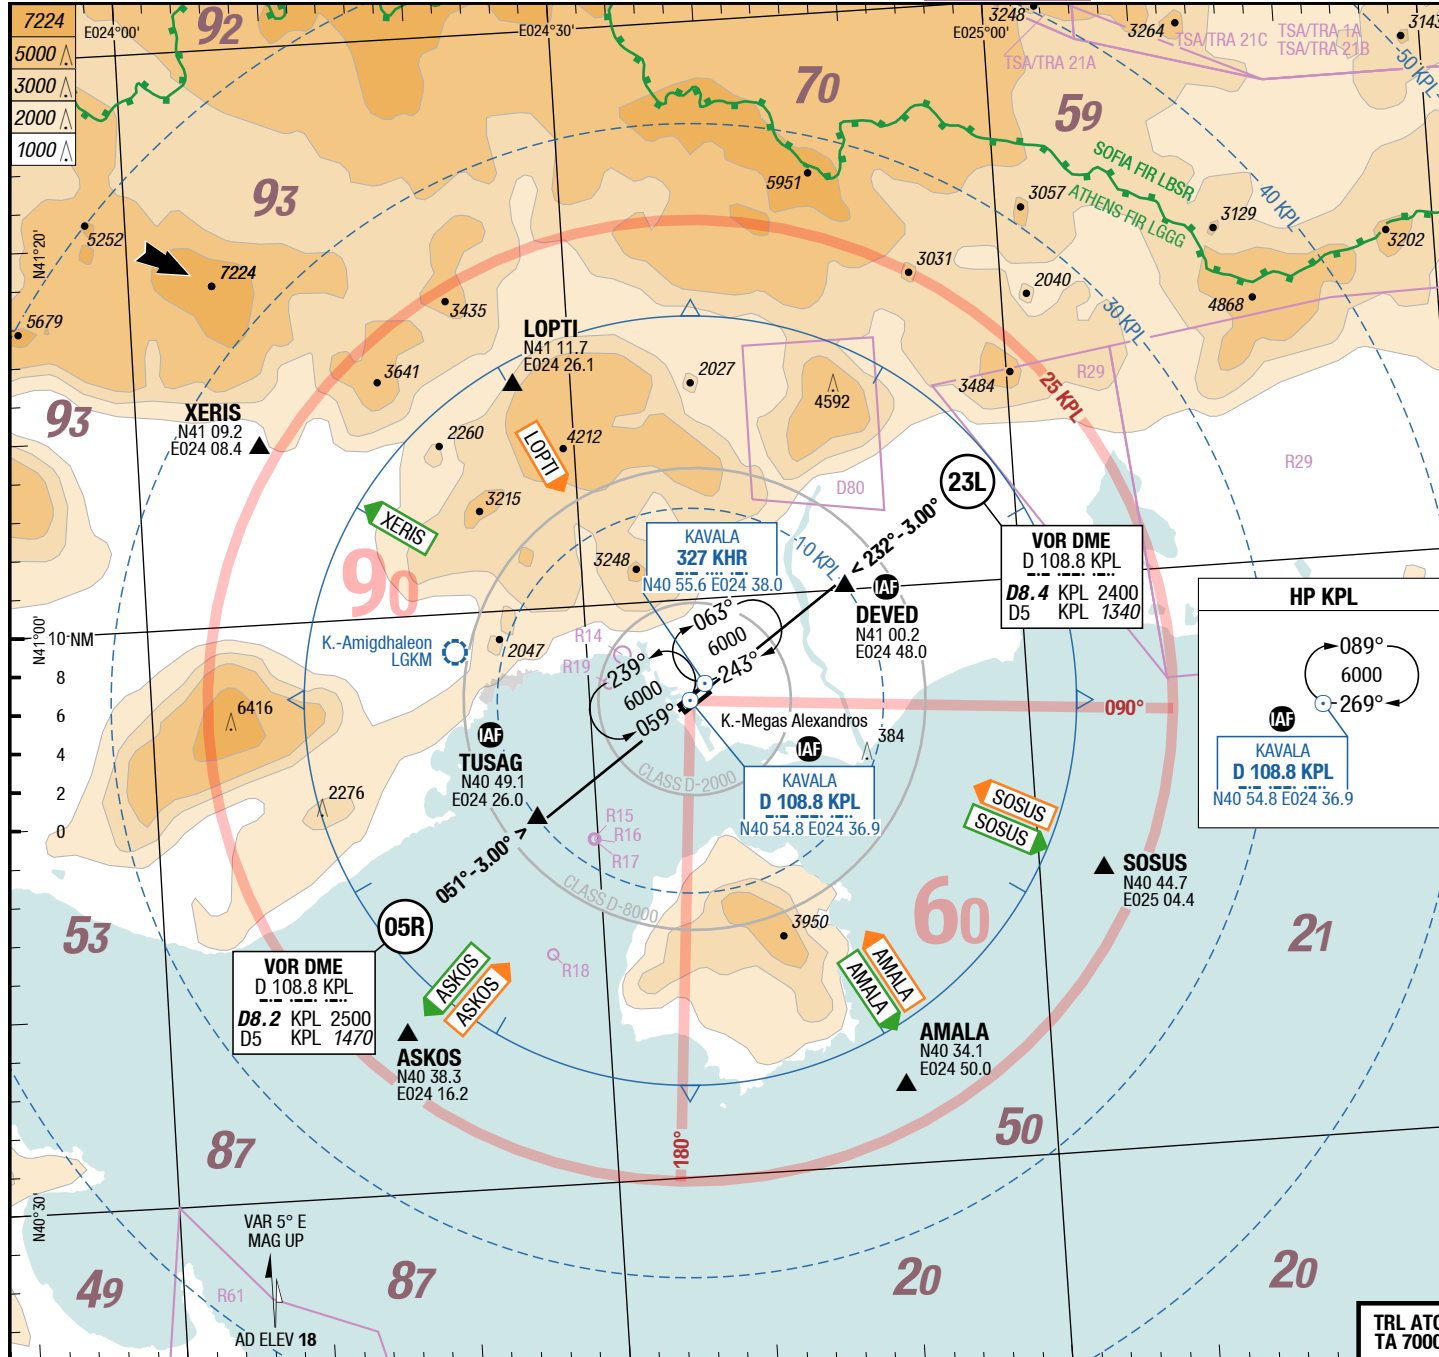 7224
5000
3000
2000
1000
E024°00'
92
E024°30'
E025°00'
3248
3264
3143
TSA/TRA 21A
TSA/TRA 21C
TSA/TRA 1A
TSA/TRA 21B
50 KPL
70
59
SOFIA FIR LBSR
ATHENS FIR LGGG
5951
3057
3129
40 KPL
3202
93
5252
N41°20'
7224
3031
2040
4868
30 KPL
5679
3435
LOPTI
N41 11.7
E024 26.1
3641
2027
4592
3484
25 KPL
R29
93
XERIS
N41 09.2
E024 08.4
2260
4212
LOPTI
R29
D80
23L
3215
XERIS
< 232°-3.00°
10 KPL
KAVALA
327 KHR
N40 55.6 E024 38.0
VOR DME
D 108.8 KPL
D8.4 KPL 2400
D5 KPL 1340
3248
90
IAF
DEVED
N41 00.2
E024 48.0
HP KPL
089°
6000
269°
IAF
KAVALA
D 108.8 KPL
N40 54.8 E024 36.9
N41°00'
10 NM
8
6
4
2
0
K.-Amigdhaleon
LGKM
2047
R14
R19
063°
6000
243°
239°
6000
059°
090°
6416
IAF
TUSAG
N40 49.1
E024 26.0
K.-Megas Alexandros
IAF
384
CLASS D-2000
KAVALA
D 108.8 KPL
N40 54.8 E024 36.9
2276
SOSUS
SOSUS
R15
R16
R17
051°-3.00° >
SOSUS
N40 44.7
E025 04.4
CLASS D-8000
53
05R
3950
60
21
VOR DME
D 108.8 KPL
D8.2 KPL 2500
D5 KPL 1470
ASKOS
ASKOS
R18
AMALA
AMALA
ASKOS
N40 38.3
E024 16.2
AMALA
N40 34.1
E024 50.0
87
180°
50
N40°30'
VAR 5° E
MAG UP
49
R61
87
20
20
AD ELEV 18
TRL ATC
TA 7000